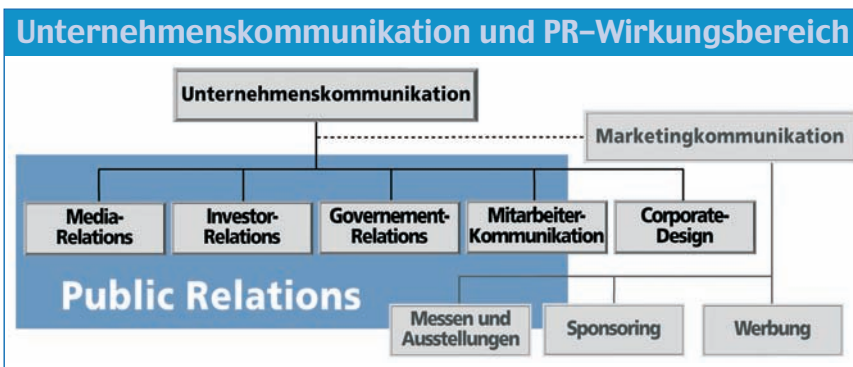 Unternehmenskommunikation und PR-Wirkungsbereich
Unternehmenskommunikation
Marketingkommunikation
Media-
Relations
Investor-
Relations
Governement-
Relations
Mitarbeiter-
Kommunikation
Corporate-
Design
Public Relations
Messen und
Ausstellungen
Sponsoring
Werbung